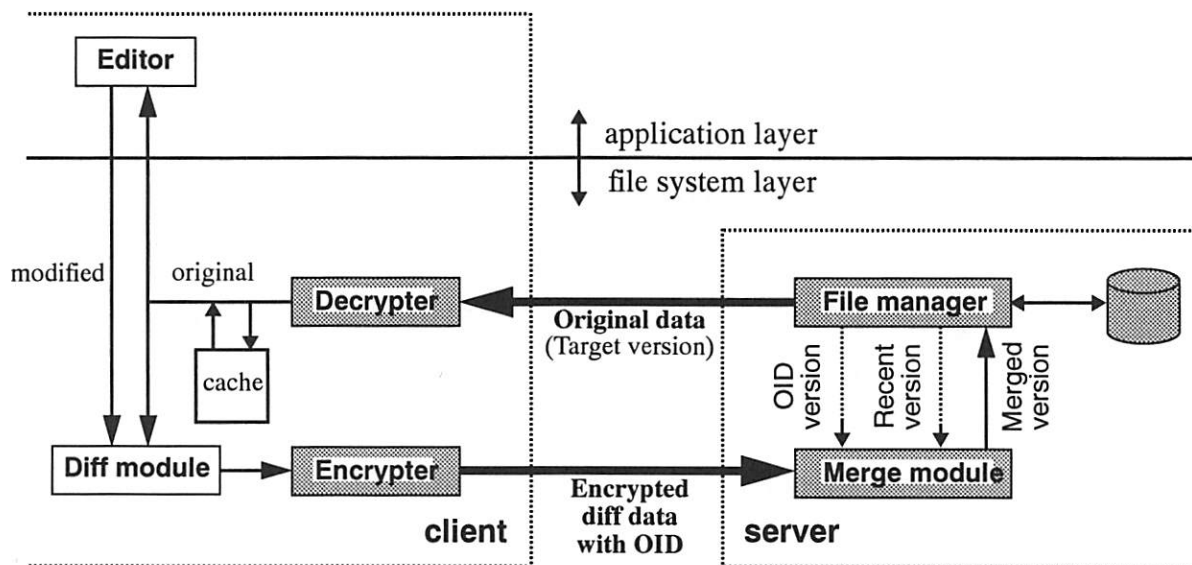 Editor
application layer
file system layer
modified
original
Decrypter
Original data
(Target version)
File manager
cache
OID
version
Recent
version
Merged
version
Diff module
Encrypter
Encrypted
diff data
with OID
Merge module
client
server